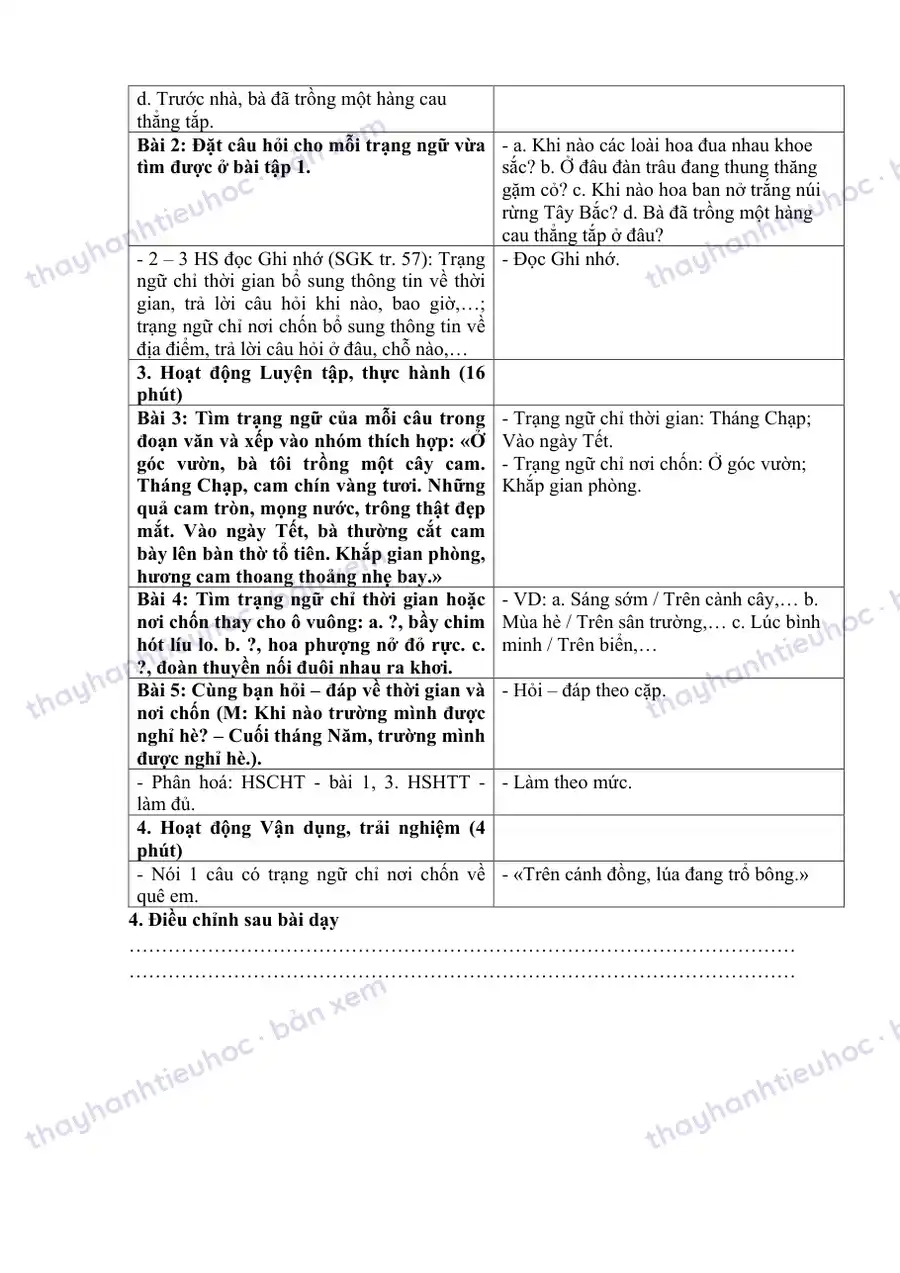 d. Trước nhà, bà đã trồng một hàng cau
thẳng tắp.
Bài 2: Đặt câu hỏi cho mỗi trạng ngữ vừa
tìm được ở bài tập 1.
- a. Khi nào các loài hoa đua nhau khoe
sắc? b. Ở đâu đàn trâu đang thung thăng
gặm cỏ? c. Khi nào hoa ban nở trắng núi
rừng Tây Bắc? d. Bà đã trồng một hàng
cau thẳng tắp ở đâu?
- 2 – 3 HS đọc Ghi nhớ (SGK tr. 57): Trạng
ngữ chỉ thời gian bổ sung thông tin về thời
gian, trả lời câu hỏi khi nào, bao giờ,…;
trạng ngữ chỉ nơi chốn bổ sung thông tin về
địa điểm, trả lời câu hỏi ở đâu, chỗ nào,…
- Đọc Ghi nhớ.
3. Hoạt động Luyện tập, thực hành (16
phút)
Bài 3: Tìm trạng ngữ của mỗi câu trong
đoạn văn và xếp vào nhóm thích hợp: «Ở
góc vườn, bà tôi trồng một cây cam.
Tháng Chạp, cam chín vàng tươi. Những
quả cam tròn, mọng nước, trông thật đẹp
mắt. Vào ngày Tết, bà thường cắt cam
bày lên bàn thờ tổ tiên. Khắp gian phòng,
hương cam thoang thoảng nhẹ bay.»
- Trạng ngữ chỉ thời gian: Tháng Chạp;
Vào ngày Tết.
- Trạng ngữ chỉ nơi chốn: Ở góc vườn;
Khắp gian phòng.
Bài 4: Tìm trạng ngữ chỉ thời gian hoặc
nơi chốn thay cho ô vuông: a. ?, bầy chim
hót líu lo. b. ?, hoa phượng nở đỏ rực. c.
?, đoàn thuyền nối đuôi nhau ra khơi.
- VD: a. Sáng sớm / Trên cành cây,… b.
Mùa hè / Trên sân trường,… c. Lúc bình
minh / Trên biển,…
Bài 5: Cùng bạn hỏi – đáp về thời gian và
nơi chốn (M: Khi nào trường mình được
nghỉ hè? – Cuối tháng Năm, trường mình
được nghỉ hè.).
- Hỏi – đáp theo cặp.
- Phân hoá: HSCHT - bài 1, 3. HSHTT -
làm đủ.
- Làm theo mức.
4. Hoạt động Vận dụng, trải nghiệm (4
phút)
- Nói 1 câu có trạng ngữ chỉ nơi chốn về
quê em.
- «Trên cánh đồng, lúa đang trổ bông.»
4. Điều chỉnh sau bài dạy
………………………………………………………………………………………
………………………………………………………………………………………
thayhanhtieuhoc · bản xem
thayhanhtieuhoc · b
thayhanhtieuhoc · bản xem
thayhanhtieuhoc · b
thayhanhtieuhoc · bản xem
thayhanhtieuhoc · b